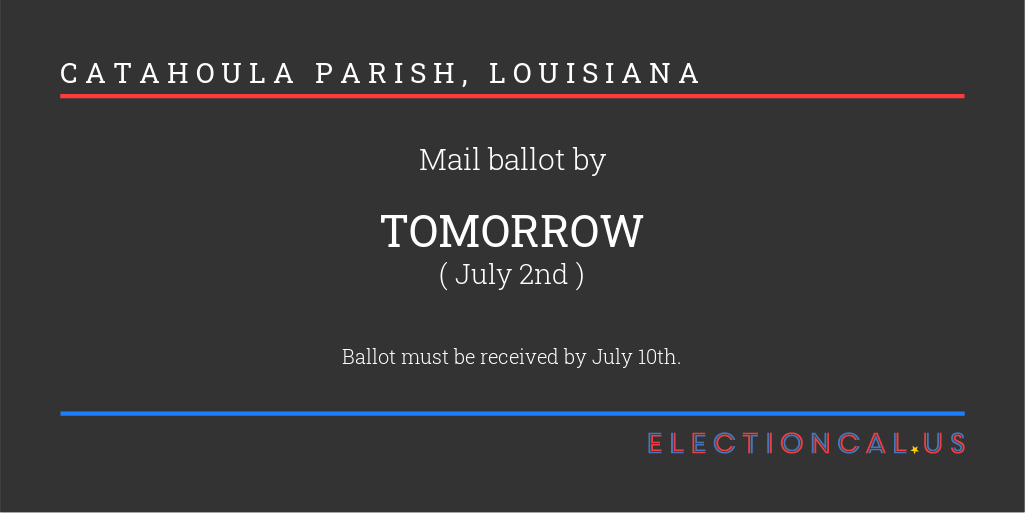 CATAHOULA PARISH, LOUISIANA
Mail ballot by
TOMORROW
( July 2nd )
Ballot must be received by July 10th.
ELECTIONCAL.US